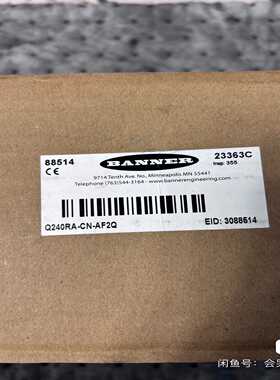 88514
BANNER
23363C
CE
Insp: 355
9714 Tenth Ave. No., Minneapolis MN 55441
Telephone (763)544-3164 - www.bannerengineering.com
Q240RA-CN-AF2Q
EID: 3088514
闲鱼号：会员